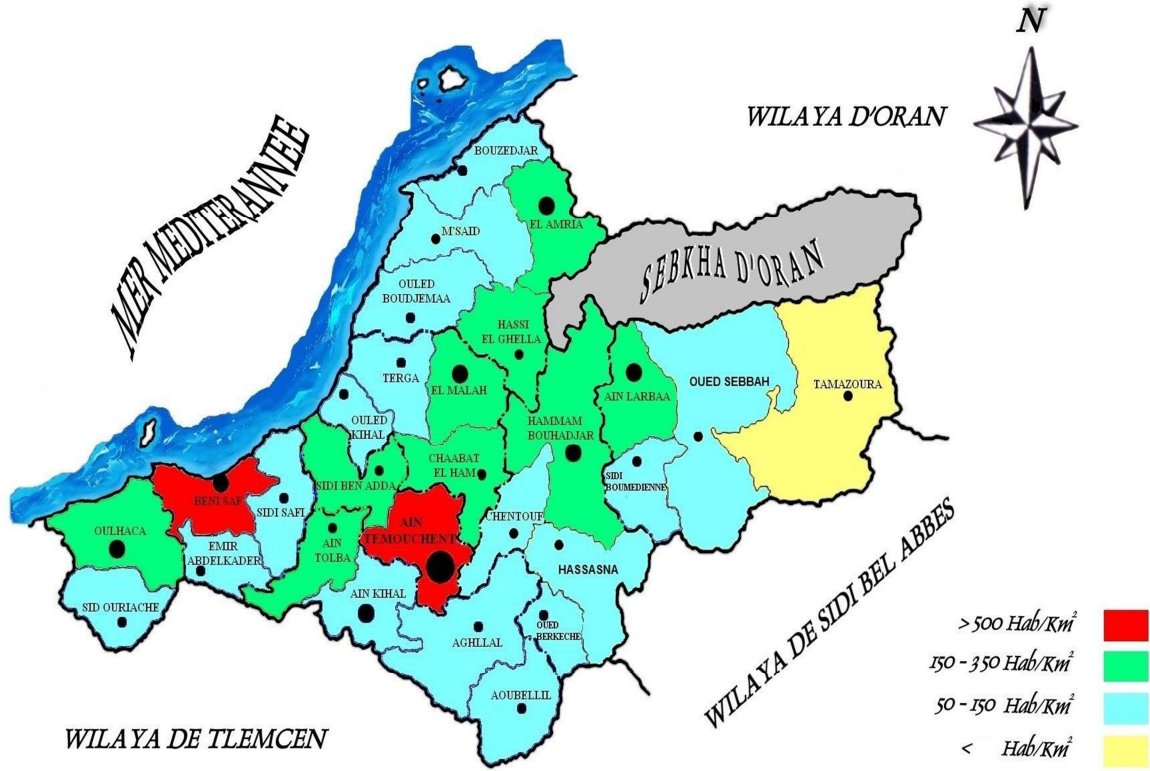 N
WILAYA D'ORAN
MER MEDITERANNEE
BOUZEDJAR
EL AMRIA
M'SAID
SEBKHA D'ORAN
OULED
BOUDJEMAA
HASSI
EL GHELLA
TERGA
EL MALAH
AIN LARBAA
OUED SEBBAH
TAMAZOURA
OULED
KIHAL
HAMMAM
BOUHADJAR
CHAABAT
EL HAM
SIDI BEN ADDA
SIDI
BOUMEDIENNE
BENI SAF
SIDI SAFI
OULHACA
AIN
TEMOUCHENT
CHENTOUF
EMIR
ABDELKADER
AIN
TOLBA
HASSASNA
SID OURIACHE
AIN KIHAL
AGHLLAL
OUED
BERKECHE
AOUBELLIL
WILAYA DE SIDI BEL ABBES
WILAYA DE TLEMCEN
>500 Hab/Km²
150 - 350 Hab/Km²
50 - 150 Hab/Km²
< Hab/Km²